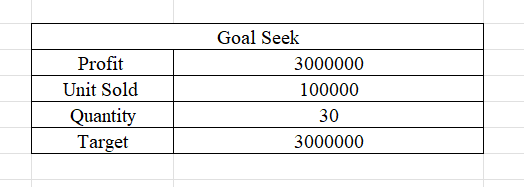 Goal Seek
Profit 3000000
Unit Sold 100000
Quantity 30
Target 3000000